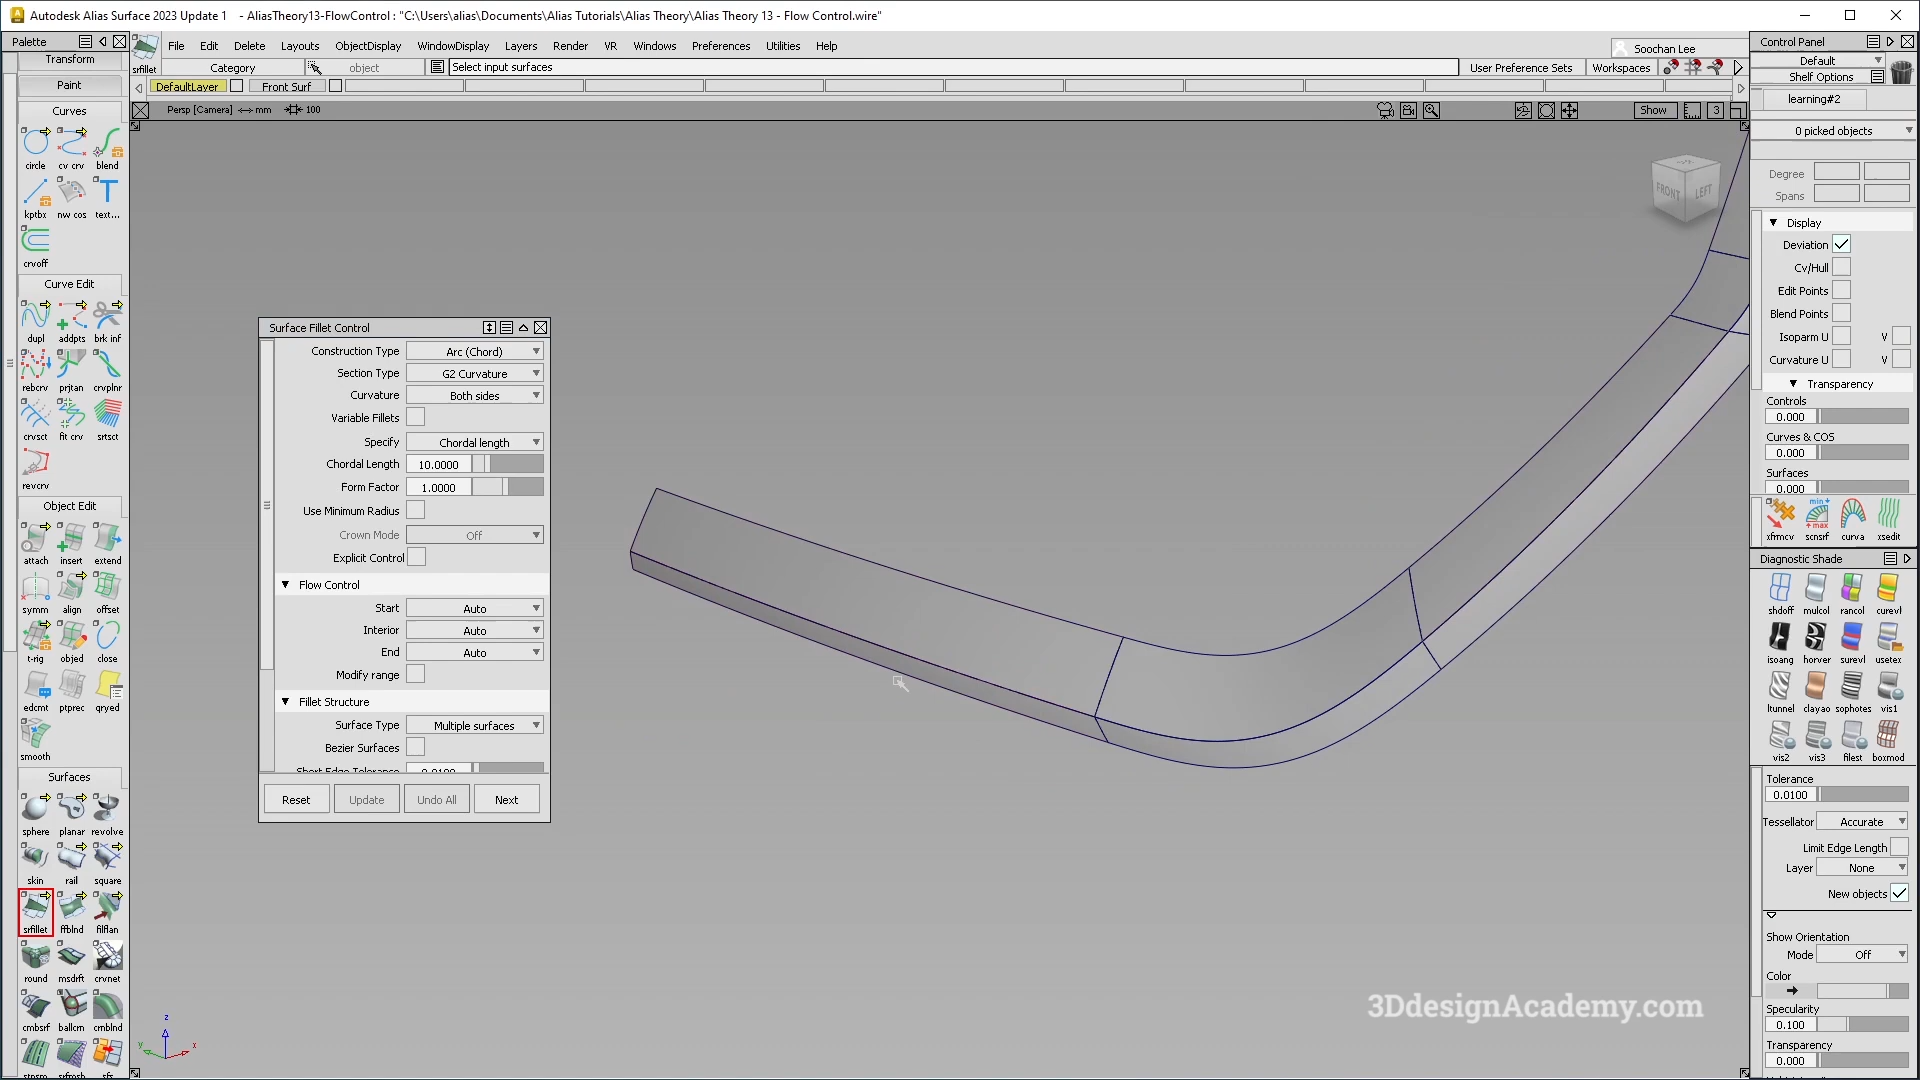 Autodesk Alias Surface 2023 Update 1 - AliasTheory13-FlowControl : "C:\Users\alias\Documents\Alias Tutorials\Alias Theory\Alias Theory 13 - Flow Control.wire"
Palette
Transform
Paint
Curves
circle cv crv blend
kptbx nw cos text...
crvoff
Curve Edit
dupl addpts brk inf
rebcrv prjtan crvplnr
crvsct fit crv srtsct
revcrv
Object Edit
attach insert extend
symm align offset
t-rig objed close
edcmt ptprec qryed
smooth
Surfaces
sphere planar revolve
skin rail square
srfillet ffblnd filflan
round msdrft crvnet
cmbsrf ballcrn cmblnd
srfillet
File Edit Delete Layouts ObjectDisplay WindowDisplay Layers Render VR Windows Preferences Utilities Help
Soochan Lee
Category object Select input surfaces User Preference Sets Workspaces
DefaultLayer Front Surf
Persp [Camera] mm 100 Show 3
FRONT LEFT
Surface Fillet Control
Construction Type Arc (Chord)
Section Type G2 Curvature
Curvature Both sides
Variable Fillets
Specify Chordal length
Chordal Length 10.0000
Form Factor 1.0000
Use Minimum Radius
Crown Mode Off
Explicit Control
Flow Control
Start Auto
Interior Auto
End Auto
Modify range
Fillet Structure
Surface Type Multiple surfaces
Bezier Surfaces
Short Edge Tolerance 0.0100
Reset Update Undo All Next
z
y x
3DdesignAcademy.com
Control Panel
Default
Shelf Options
learning#2
0 picked objects
Degree
Spans
Display
Deviation
Cv/Hull
Edit Points
Blend Points
Isoparm U V
Curvature U V
Transparency
Controls
0.000
Curves & COS
0.000
Surfaces
0.000
min
max
xfrmcv scnsrf curva xsedit
Diagnostic Shade
shdoff mulcol rancol curevl
isoang horver surevl usetex
ltunnel clayao sophotes vis1
vis2 vis3 filest boxmod
Tolerance
0.0100
Tessellator Accurate
Limit Edge Length
Layer None
New objects
Show Orientation
Mode Off
Color
Specularity
0.100
Transparency
0.000